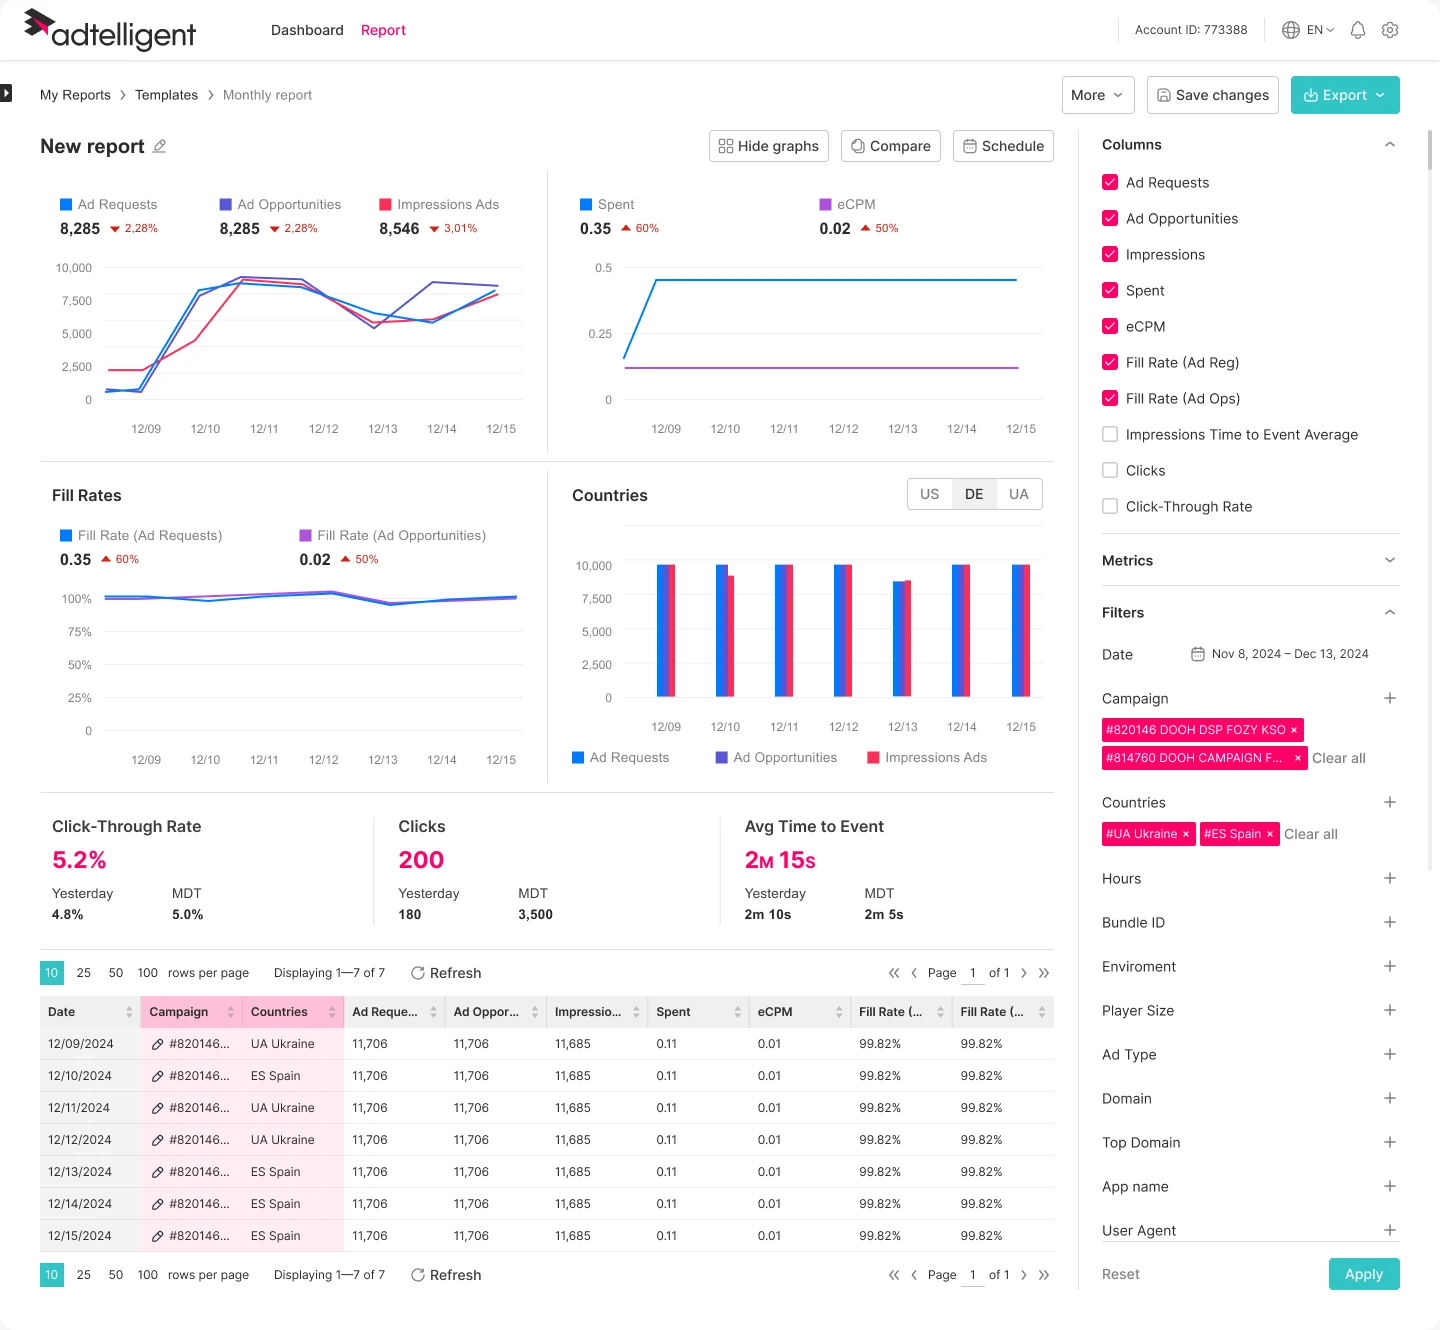 adtelligent
Dashboard Report
Account ID: 773388
EN
My Reports > Templates > Monthly report
More
Save changes
Export
New report
Hide graphs
Compare
Schedule
Ad Requests
8,285 2,28%
Ad Opportunities
8,285 2,28%
Impressions Ads
8,546 3,01%
10,000
7,500
5,000
2,500
0
12/09 12/10 12/11 12/12 12/13 12/14 12/15
Spent
0.35 60%
eCPM
0.02 50%
0.5
0.25
0
12/09 12/10 12/11 12/12 12/13 12/14 12/15
Fill Rates
Fill Rate (Ad Requests)
0.35 60%
Fill Rate (Ad Opportunities)
0.02 50%
100%
75%
50%
25%
0
12/09 12/10 12/11 12/12 12/13 12/14 12/15
Countries
US DE UA
10,000
7,500
5,000
2,500
0
12/09 12/10 12/11 12/12 12/13 12/14 12/15
Ad Requests Ad Opportunities Impressions Ads
Click-Through Rate
5.2%
Yesterday MDT
4.8% 5.0%
Clicks
200
Yesterday MDT
180 3,500
Avg Time to Event
2M 15S
Yesterday MDT
2m 10s 2m 5s
10 25 50 100 rows per page Displaying 1—7 of 7 Refresh
Page 1 of 1
Date Campaign Countries Ad Reque... Ad Oppor... Impressio... Spent eCPM Fill Rate (... Fill Rate (...
12/09/2024 #820146... UA Ukraine 11,706 11,706 11,685 0.11 0.01 99.82% 99.82%
12/10/2024 #820146... ES Spain 11,706 11,706 11,685 0.11 0.01 99.82% 99.82%
12/11/2024 #820146... UA Ukraine 11,706 11,706 11,685 0.11 0.01 99.82% 99.82%
12/12/2024 #820146... UA Ukraine 11,706 11,706 11,685 0.11 0.01 99.82% 99.82%
12/13/2024 #820146... ES Spain 11,706 11,706 11,685 0.11 0.01 99.82% 99.82%
12/14/2024 #820146... ES Spain 11,706 11,706 11,685 0.11 0.01 99.82% 99.82%
12/15/2024 #820146... ES Spain 11,706 11,706 11,685 0.11 0.01 99.82% 99.82%
10 25 50 100 rows per page Displaying 1—7 of 7 Refresh
Page 1 of 1
Columns
Ad Requests
Ad Opportunities
Impressions
Spent
eCPM
Fill Rate (Ad Reg)
Fill Rate (Ad Ops)
Impressions Time to Event Average
Clicks
Click-Through Rate
Metrics
Filters
Date Nov 8, 2024 – Dec 13, 2024
Campaign
#820146 DOOH DSP FOZY KSO ×
#814760 DOOH CAMPAIGN F... × Clear all
Countries
#UA Ukraine × #ES Spain × Clear all
Hours
Bundle ID
Enviroment
Player Size
Ad Type
Domain
Top Domain
App name
User Agent
Reset Apply